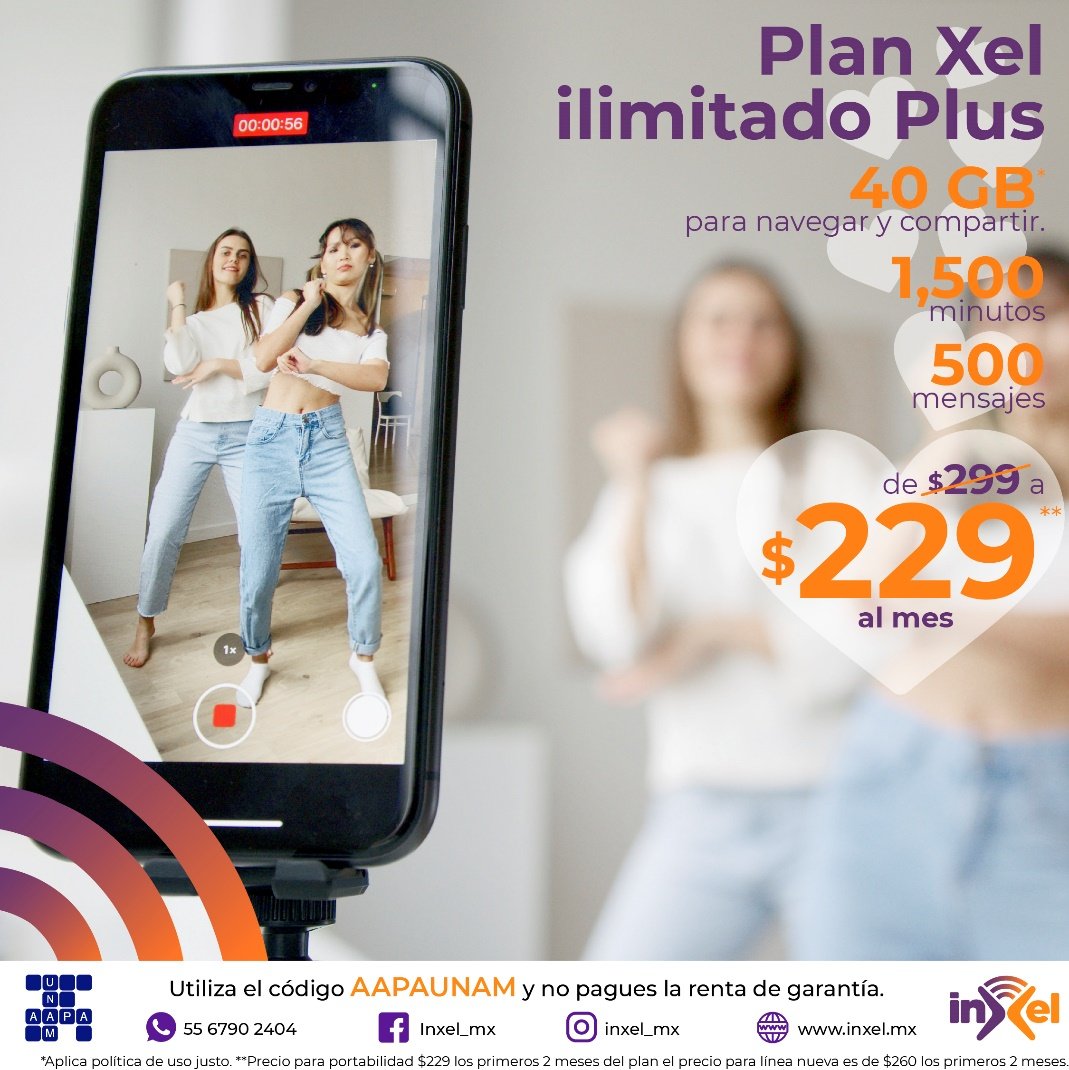 00:00:56
1x
Plan Xel
ilimitado Plus
40 GB*
para navegar y compartir.
1,500
minutos
500
mensajes
de $299 a
$229**
al mes
UNAM
AAPA
Utiliza el código AAPAUNAM y no pagues la renta de garantía.
55 6790 2404
Inxel_mx
inxel_mx
www.inxel.mx
inXel
*Aplica política de uso justo. **Precio para portabilidad $229 los primeros 2 meses del plan el precio para línea nueva es de $260 los primeros 2 meses.